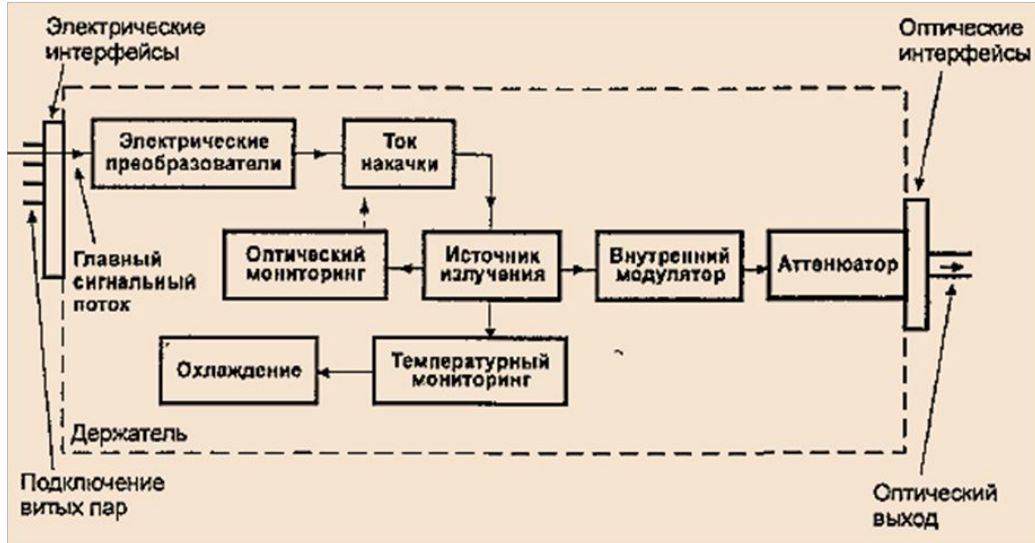 Электрические
интерфейсы
Оптические
интерфейсы
Электрические
преобразователи
Ток
накачки
Главный
сигнальный
поток
Оптический
мониторинг
Источник
излучения
Внутренний
модулятор
Аттенюатор
Охлаждение
Температурный
мониторинг
Держатель
Подключение
витых пар
Оптический
выход